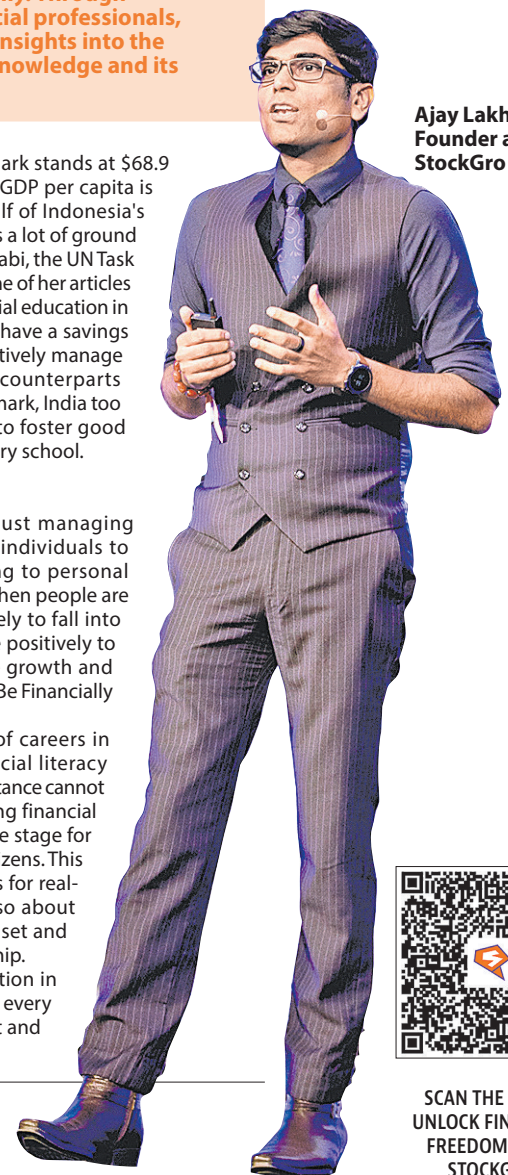 tial professionals,
nsights into the
nowledge and its
Ajay Lakh
Founder a
StockGro
ark stands at $68.9
GDP per capita is
lf of Indonesia's
s a lot of ground
abi, the UN Task
ne of her articles
ial education in
have a savings
tively manage
counterparts
mark, India too
to foster good
ry school.
ust managing
individuals to
ng to personal
hen people are
ely to fall into
e positively to
growth and
Be Financially
of careers in
cial literacy
tance cannot
ng financial
e stage for
izens. This
s for real-
so about
set and
hip.
tion in
every
t and
SCAN THE
UNLOCK FIN
FREEDOM
STOCKG